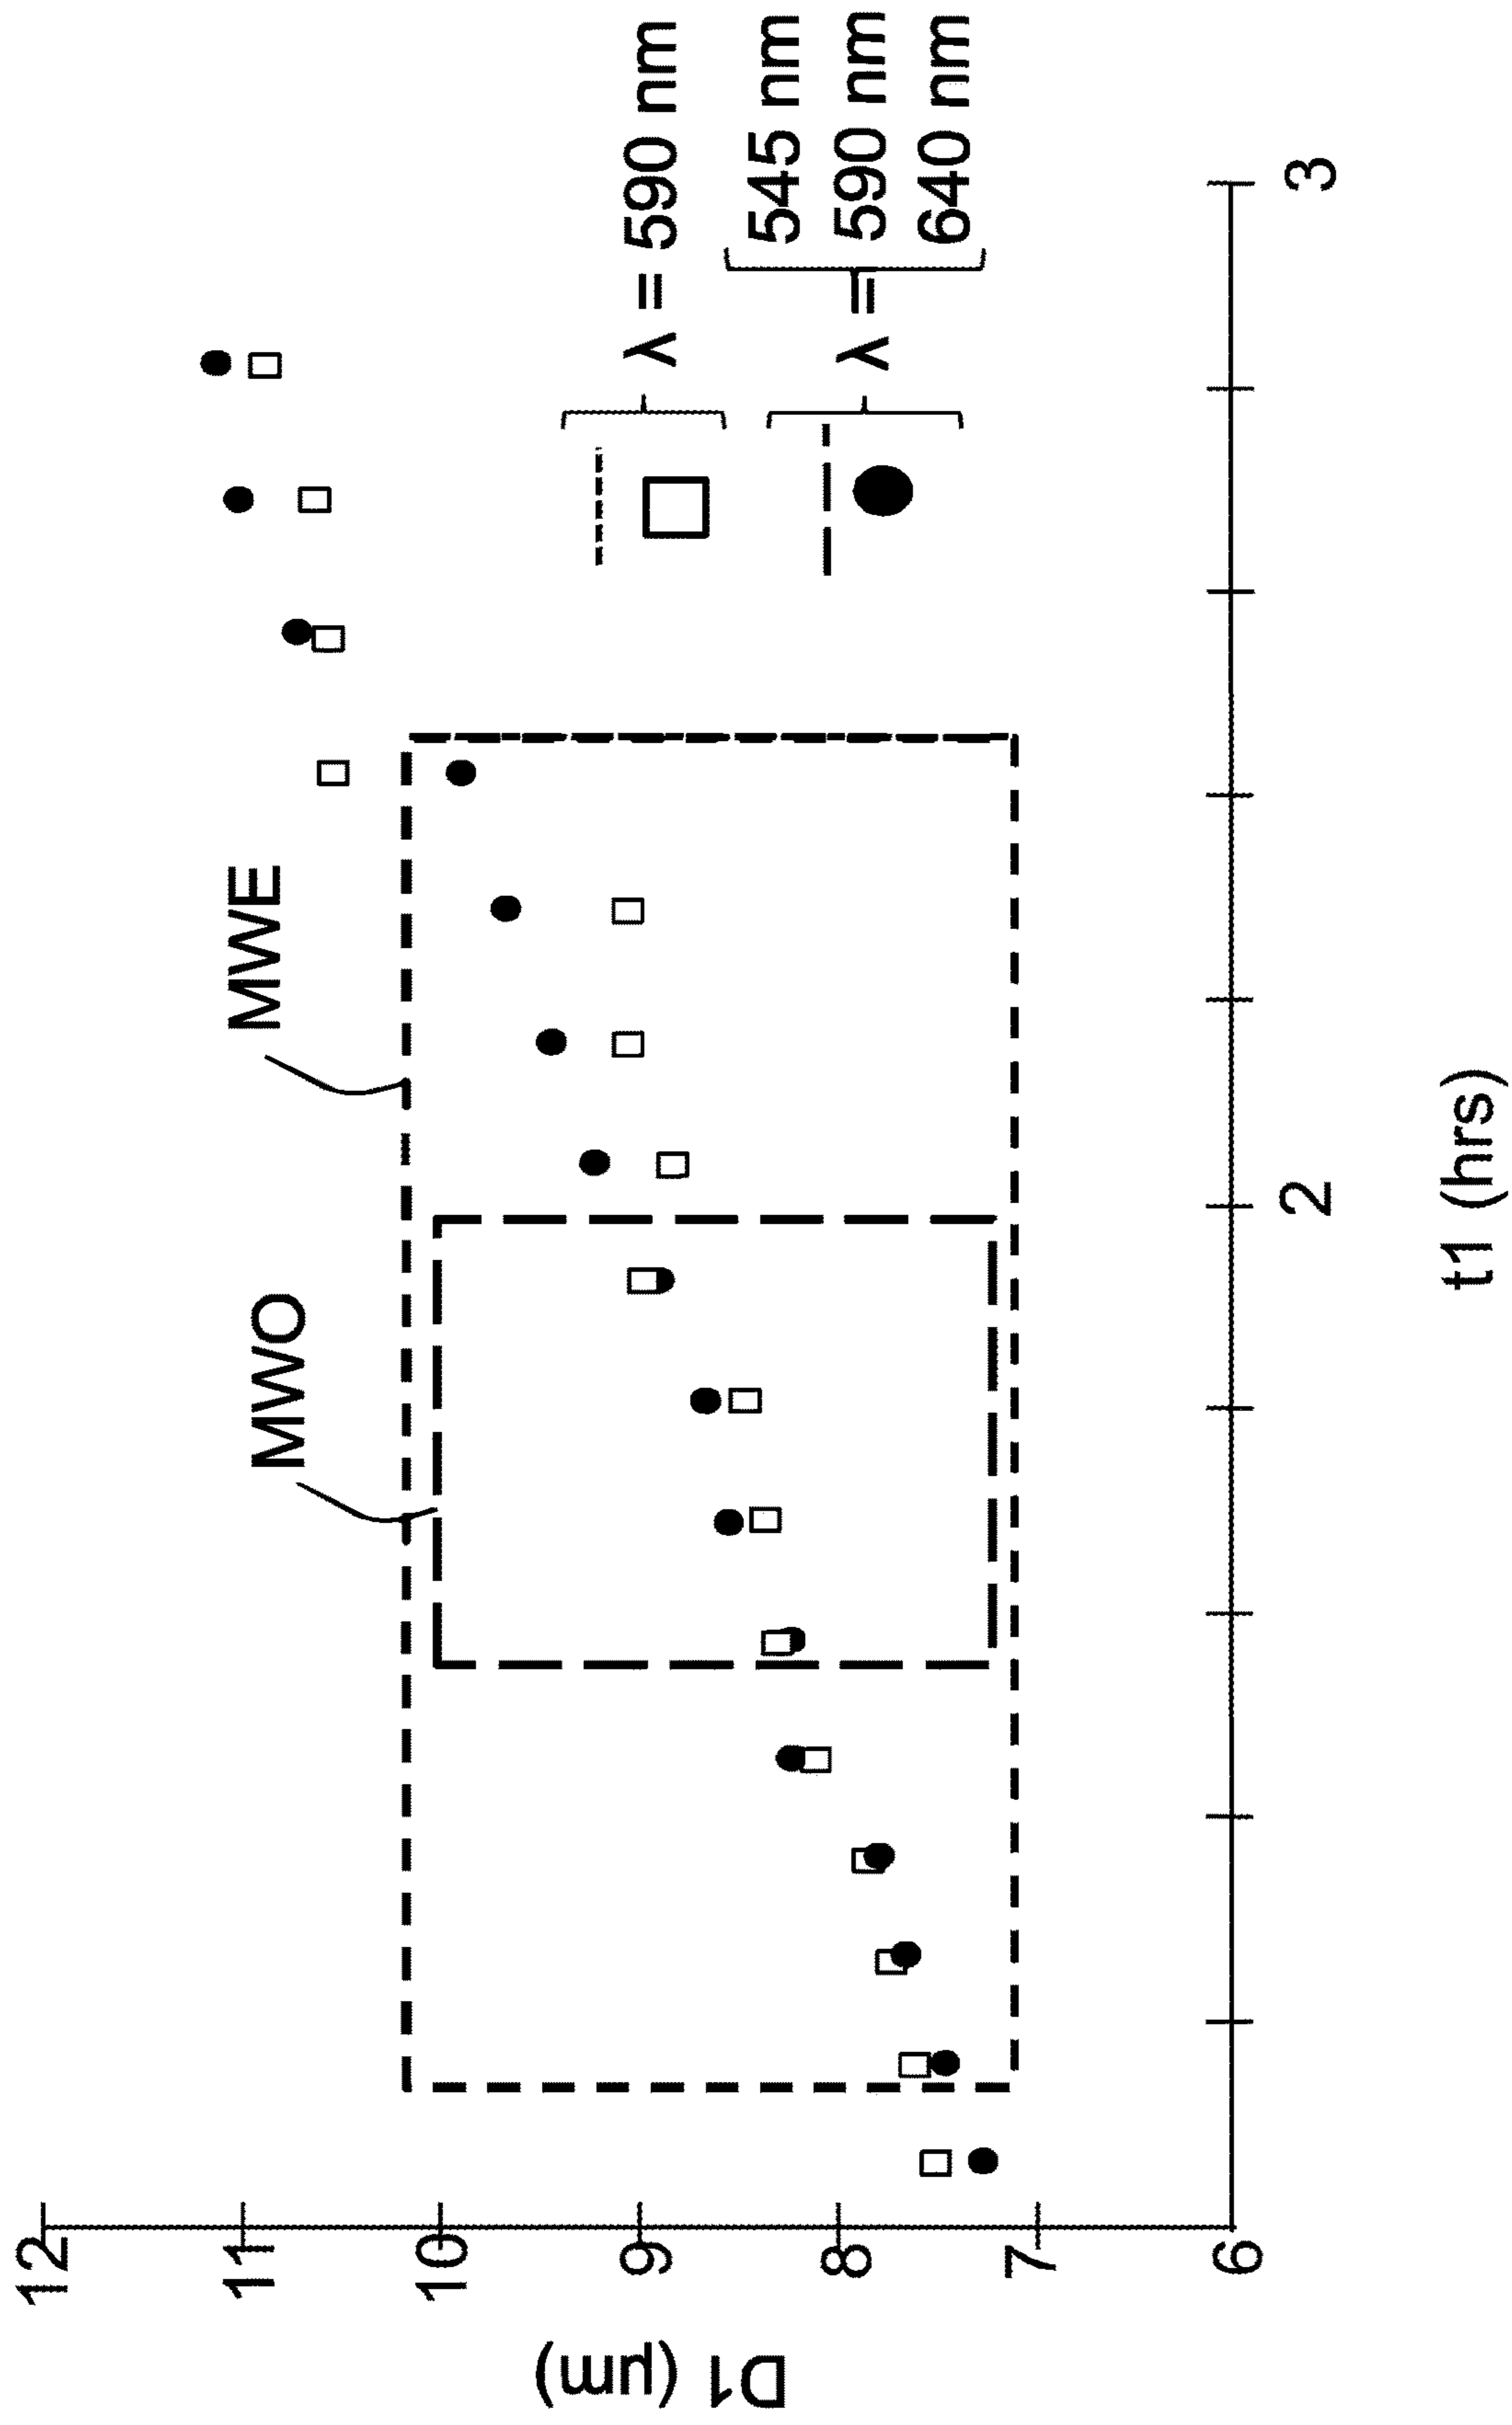 D1 (µm)
12
11
10
9
8
7
6
MWO
MWE
λ = 590 nm
λ =
545 nm
590 nm
640 nm
2
3
t1 (hrs)